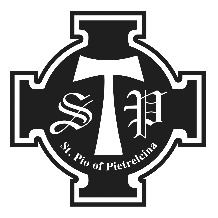 S P
St. Pio of Pietrelcina